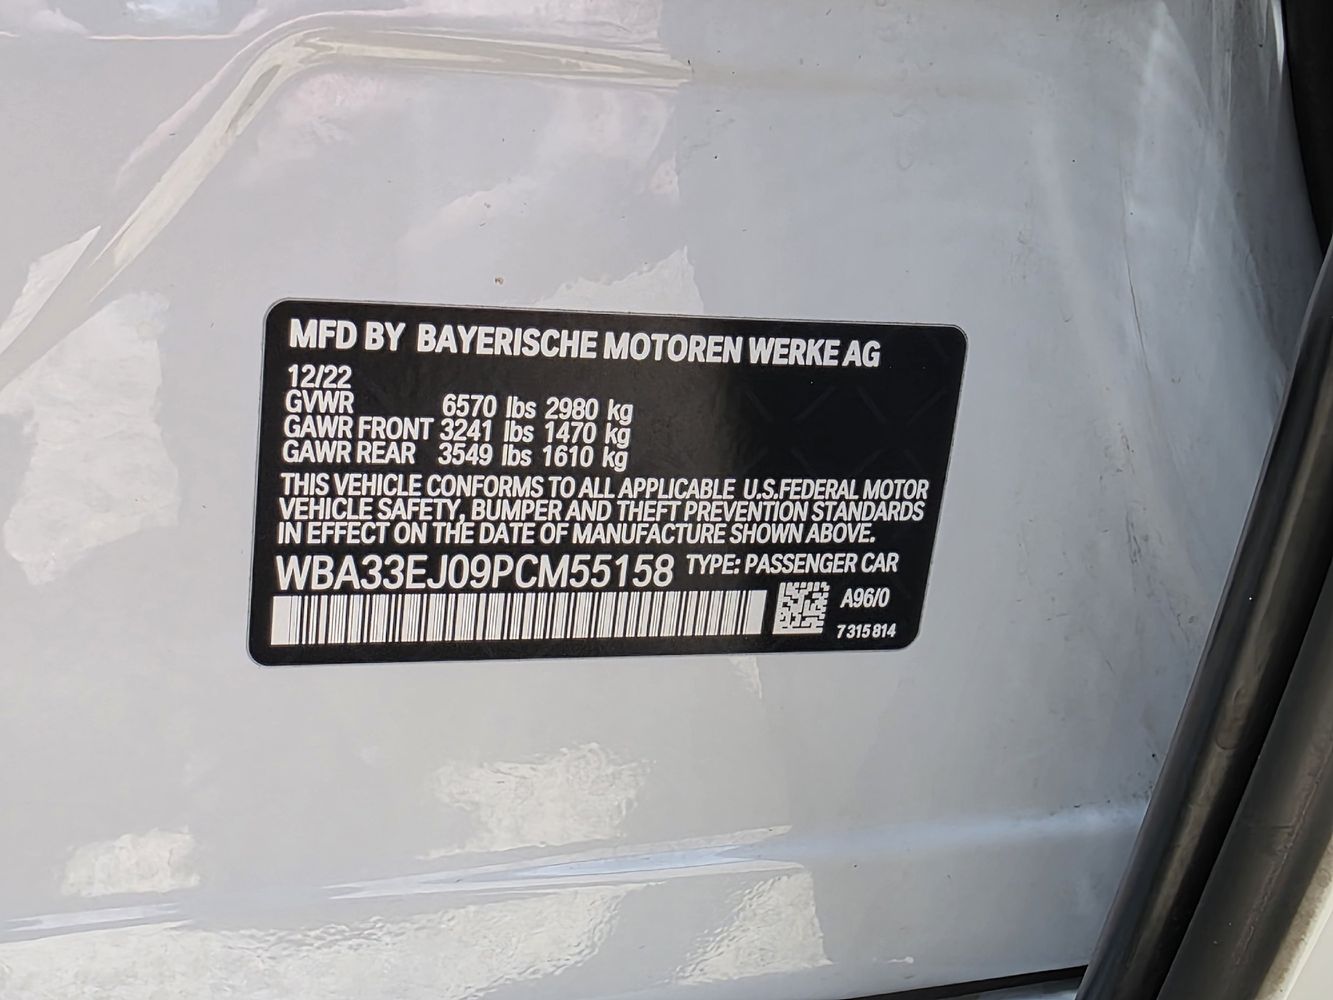 MFD BY BAYERISCHE MOTOREN WERKE AG
12/22
GVWR 6570 lbs 2980 kg
GAWR FRONT 3241 lbs 1470 kg
GAWR REAR 3549 lbs 1610 kg
THIS VEHICLE CONFORMS TO ALL APPLICABLE U.S.FEDERAL MOTOR
VEHICLE SAFETY, BUMPER AND THEFT PREVENTION STANDARDS
IN EFFECT ON THE DATE OF MANUFACTURE SHOWN ABOVE.
WBA33EJ09PCM55158 TYPE: PASSENGER CAR
A96/0
7 315 814